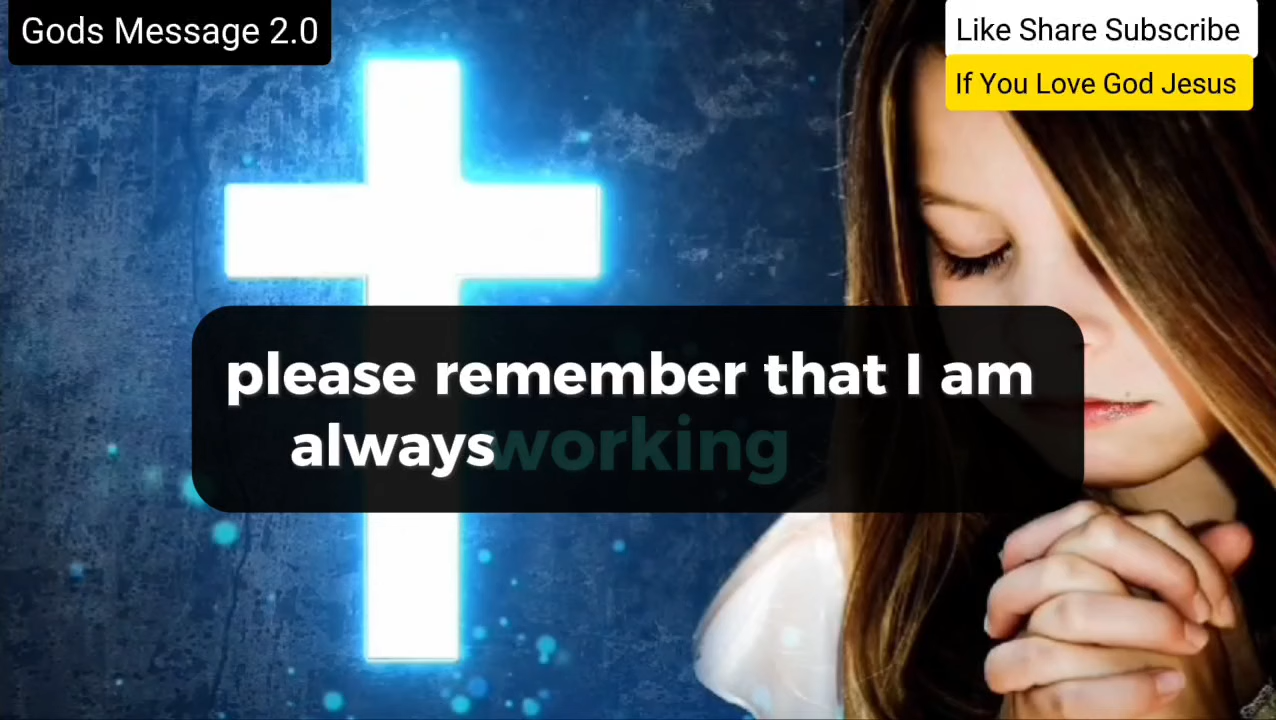 Gods Message 2.0
Like Share Subscribe
If You Love God Jesus
please remember that I am
always working